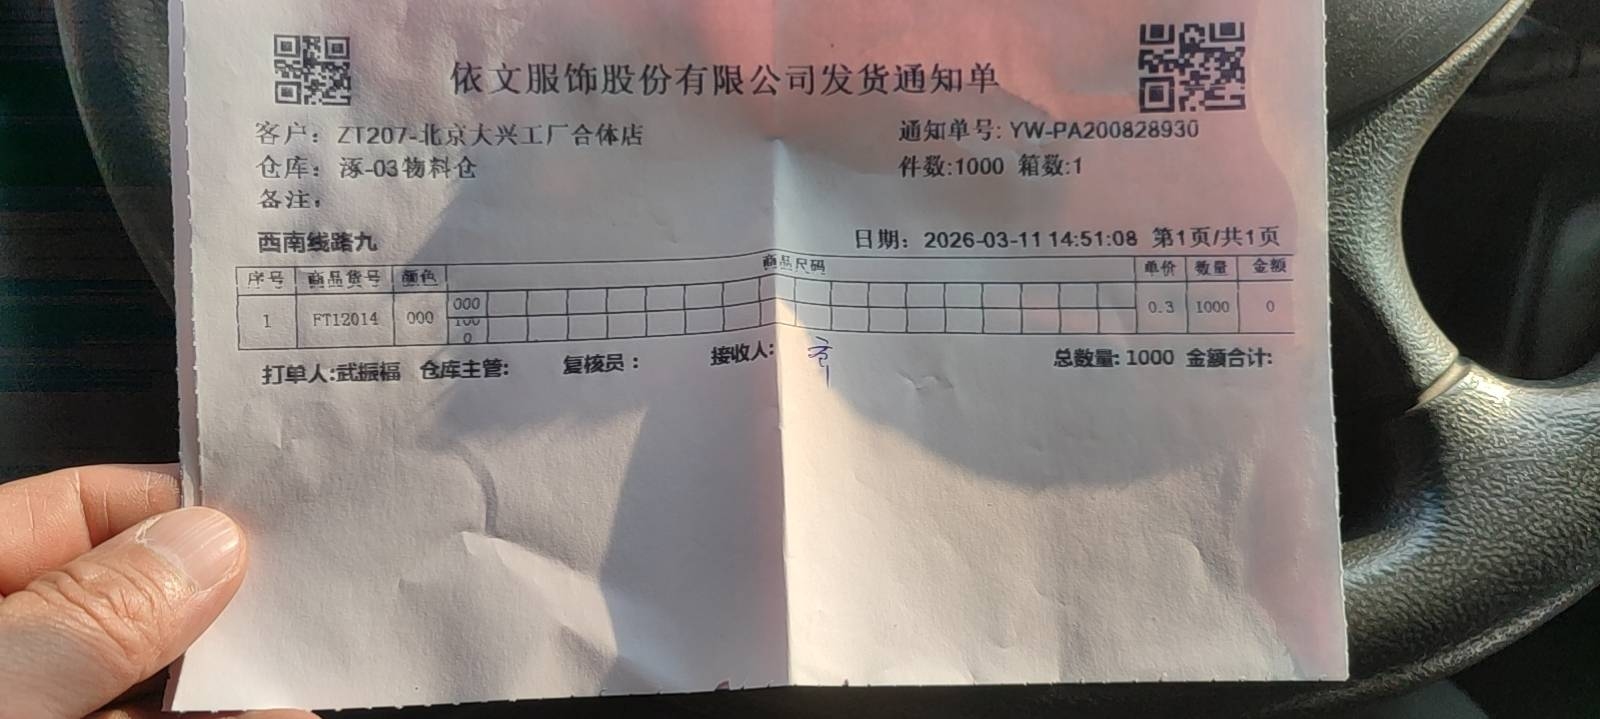 依文服饰股份有限公司发货通知单
客户：ZT207-北京大兴工厂合体店 通知单号: YW-PA200828930
仓库：涿-03物料仓 件数:1000 箱数:1
备注：
西南线路九 日期：2026-03-11 14:51:08 第1页/共1页
序号 商品货号 颜色 商品尺码 单价 数量 金额
1 FT12014 000 000 0.3 1000 0
1000
打单人:武振福 仓库主管: 复核员： 接收人: 总数量: 1000 金额合计: